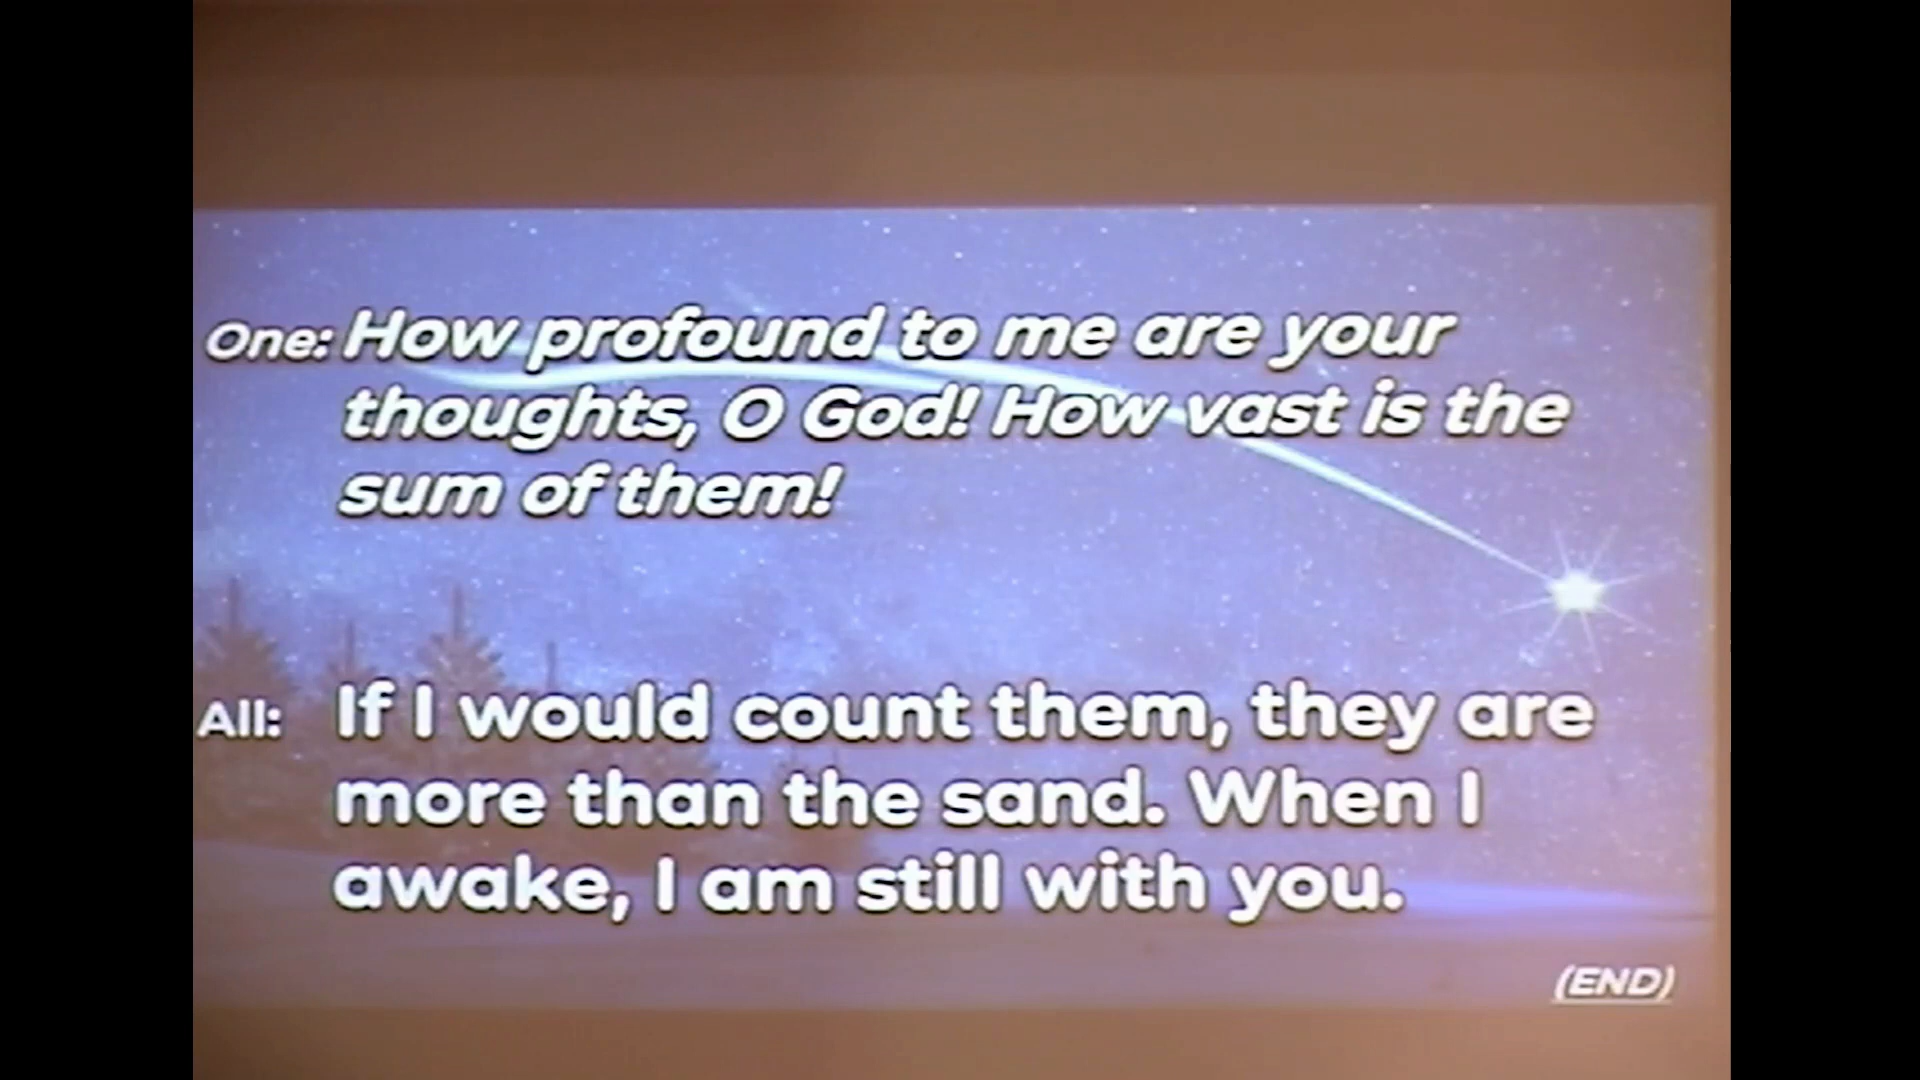 One: How profound to me are your
thoughts, O God! How vast is the
sum of them!
All: If I would count them, they are
more than the sand. When I
awake, I am still with you.
(END)